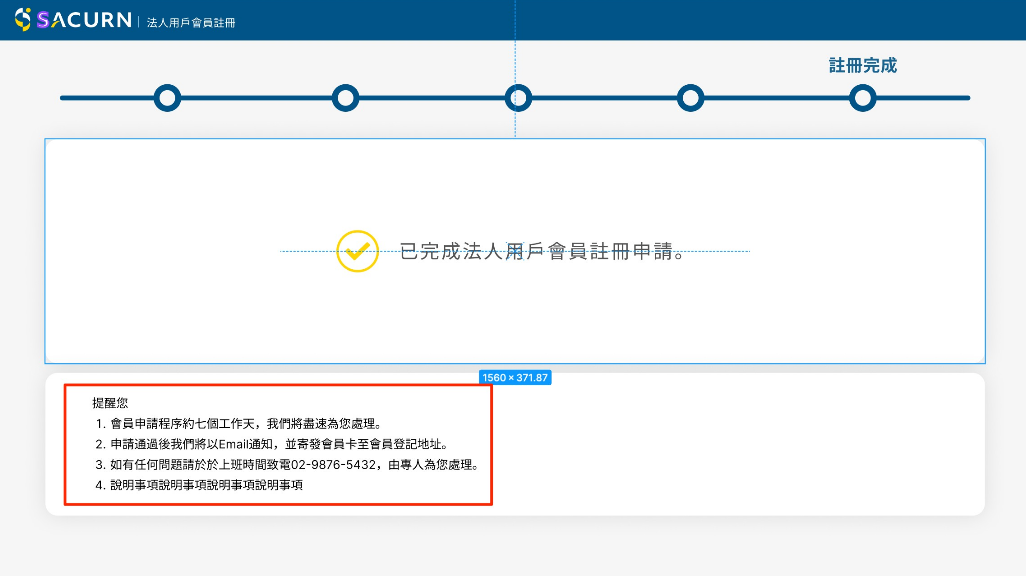 SACURN 法人用戶會員註冊
註冊完成
已完成法人用戶會員註冊申請。
1560 × 371.87
提醒您
1. 會員申請程序約七個工作天，我們將盡速為您處理。
2. 申請通過後我們將以Email通知，並寄發會員卡至會員登記地址。
3. 如有任何問題請於於上班時間致電02-9876-5432，由專人為您處理。
4. 說明事項說明事項說明事項說明事項